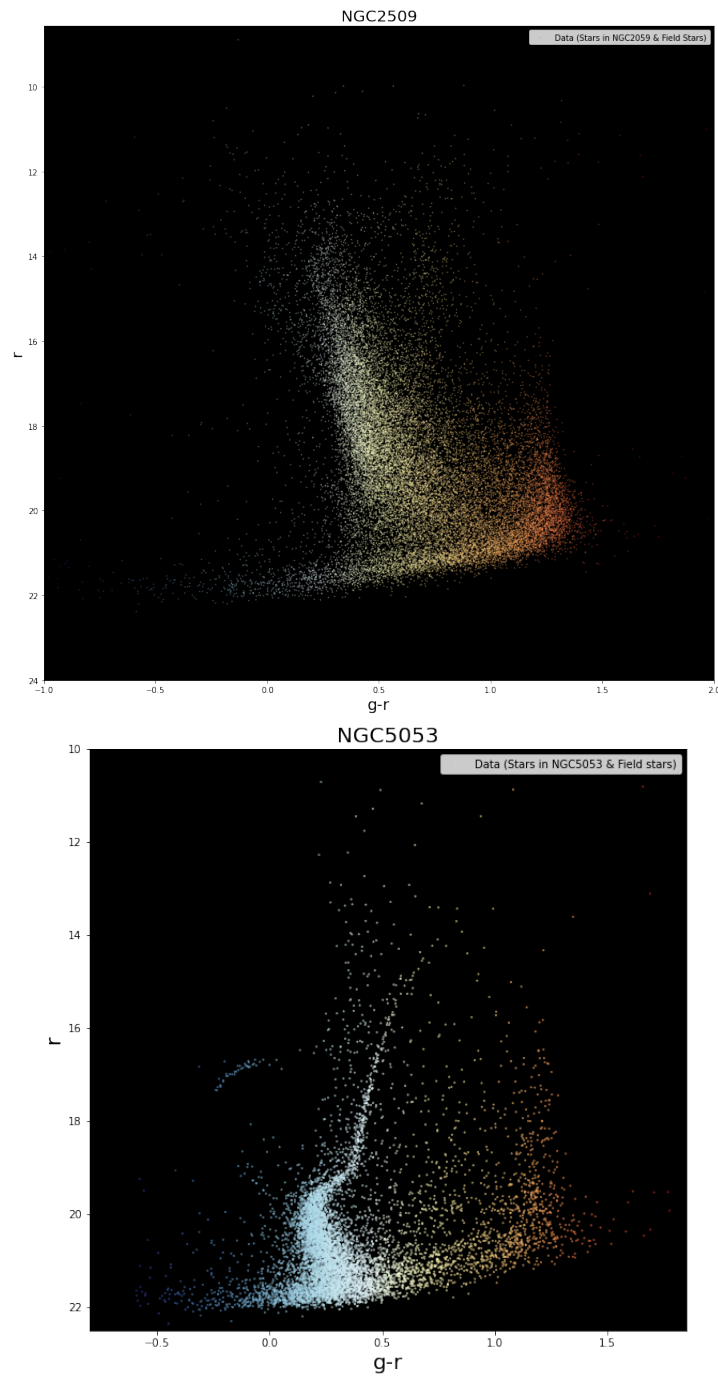 NGC2509
Data (Stars in NGC2059 & Field Stars)
10
12
14
16
18
20
22
24
r
−1.0 −0.5 0.0 0.5 1.0 1.5 2.0
g-r
NGC5053
Data (Stars in NGC5053 & Field stars)
10
12
14
16
18
20
22
r
−0.5 0.0 0.5 1.0 1.5
g-r